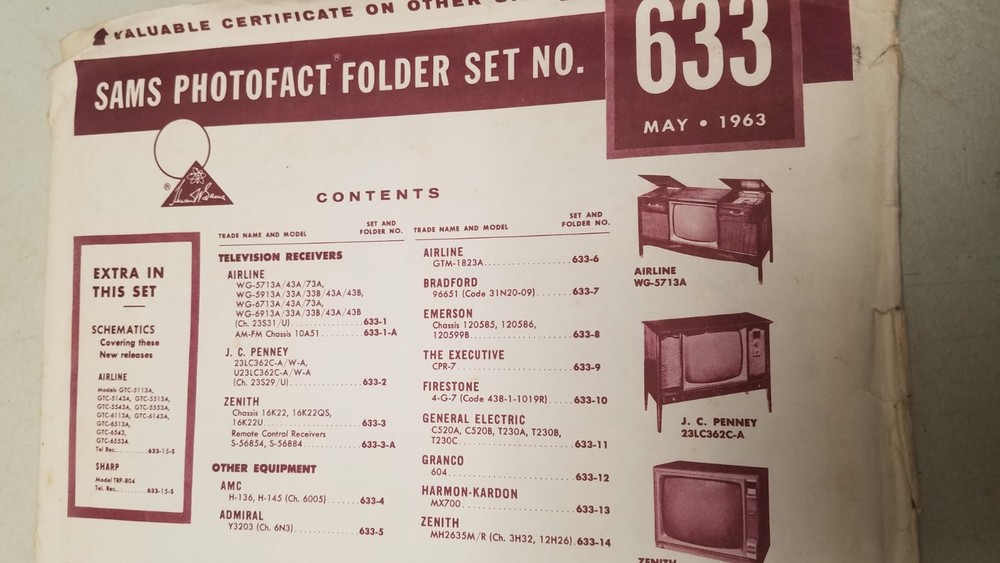 VALUABLE CERTIFICATE ON OTHER
SAMS PHOTOFACT® FOLDER SET NO.
633
MAY • 1963
®
CONTENTS
EXTRA IN
THIS SET
SCHEMATICS
Covering these
New releases
AIRLINE
Models GTC-5113A,
GTC-5143A, GTC-5513A,
GTC-5543A, GTC-5553A,
GTC-6113A, GTC-6143A,
GTC-6513A,
GTC-6543,
GTC-6553A
Tel Rec..........633-15-S
SHARP
Model TRP-804
Tel. Rec..........633-15-S
TRADE NAME AND MODEL
SET AND
FOLDER NO.
TELEVISION RECEIVERS
AIRLINE
WG-5713A/43A/73A,
WG-5913A/33A/33B/43A/43B,
WG-6713A/43A/73A,
WG-6913A/33A/33B/43A/43B
(Ch. 23S31/U)................633-1
AM-FM Chassis 10A51..........633-1-A
J. C. PENNEY
23LC362C-A/W-A,
U23LC362C-A/W-A
(Ch. 23S29/U)................633-2
ZENITH
Chassis 16K22, 16K22QS,
16K22U......................633-3
Remote Control Receivers
S-56854, S-56884.............633-3-A
OTHER EQUIPMENT
AMC
H-136, H-145 (Ch. 6005).......633-4
ADMIRAL
Y3203 (Ch. 6N3)..............633-5
TRADE NAME AND MODEL
SET AND
FOLDER NO.
AIRLINE
GTM-1823A...................633-6
BRADFORD
96651 (Code 31N20-09).......633-7
EMERSON
Chassis 120585, 120586,
120599B.....................633-8
THE EXECUTIVE
CPR-7.......................633-9
FIRESTONE
4-G-7 (Code 438-1-1019R)....633-10
GENERAL ELECTRIC
C520A, C520B, T230A, T230B,
T230C.......................633-11
GRANCO
604.........................633-12
HARMON-KARDON
MX700.......................633-13
ZENITH
MH2635M/R (Ch. 3H32, 12H26).633-14
AIRLINE
WG-5713A
J. C. PENNEY
23LC362C-A
ZENITH